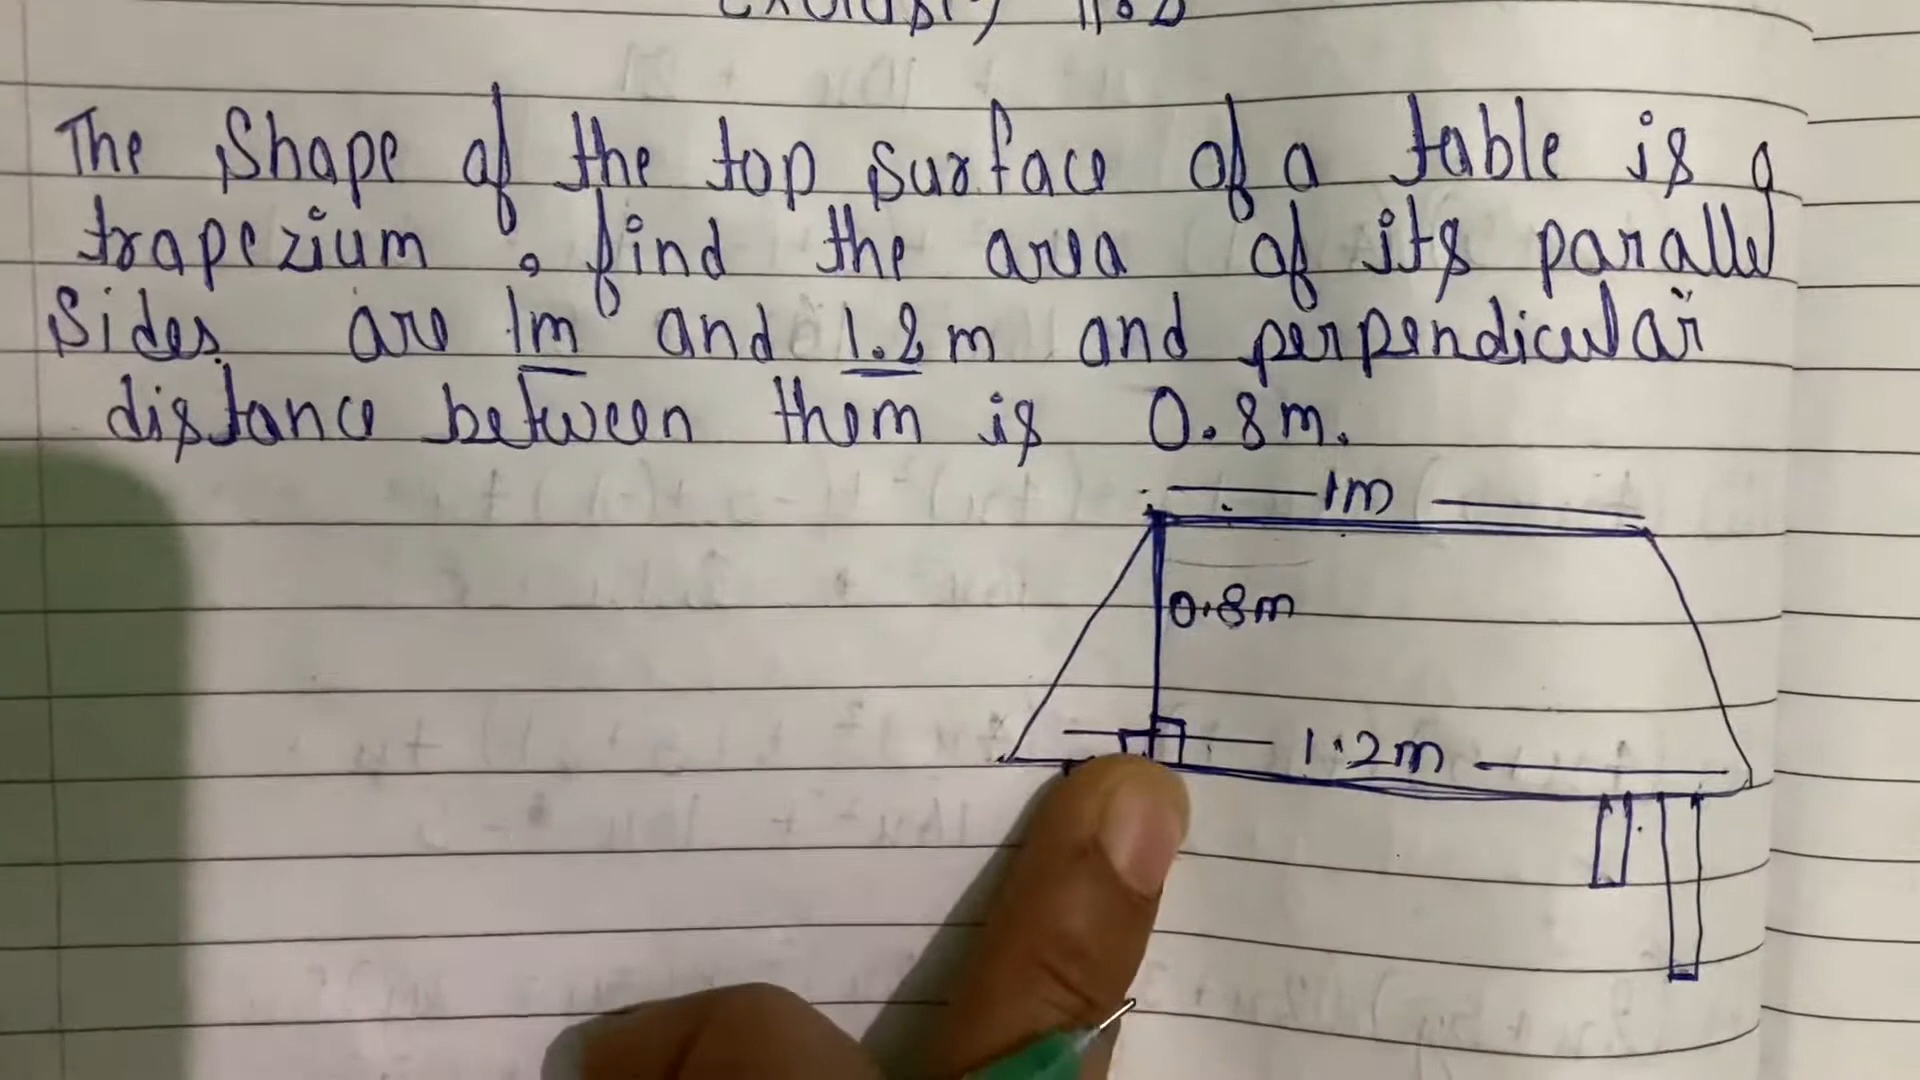 The Shape of the top surface of a table is a
trapezium. find the area of its parallel
Sides are 1m and 1.2m and perpendicular
distance between them is 0.8m.
1m
0.8m
1.2m